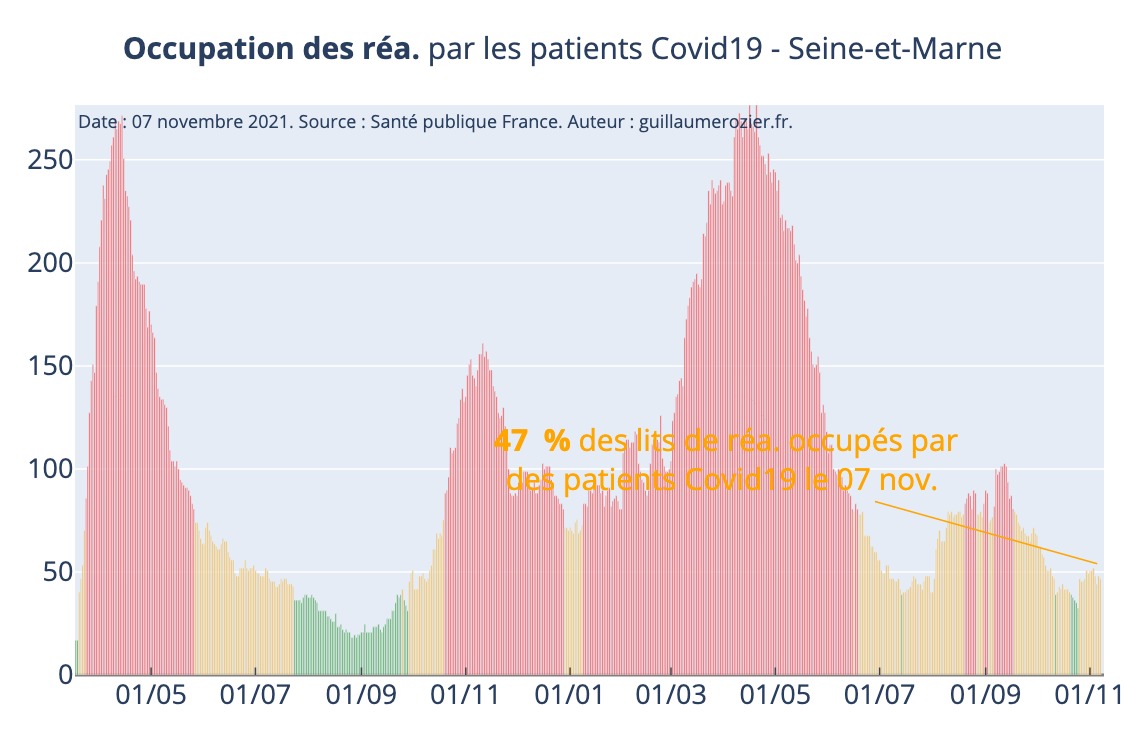 Occupation des réa. par les patients Covid19 - Seine-et-Marne
Date : 07 novembre 2021. Source : Santé publique France. Auteur : guillaumerozier.fr.
250
200
150
47 % des lits de réa. occupés par
100
des patients Covid19 le 07 nov.
50
0
01/05 01/07 01/09 01/11 01/01 01/03 01/05 01/07 01/09 01/11